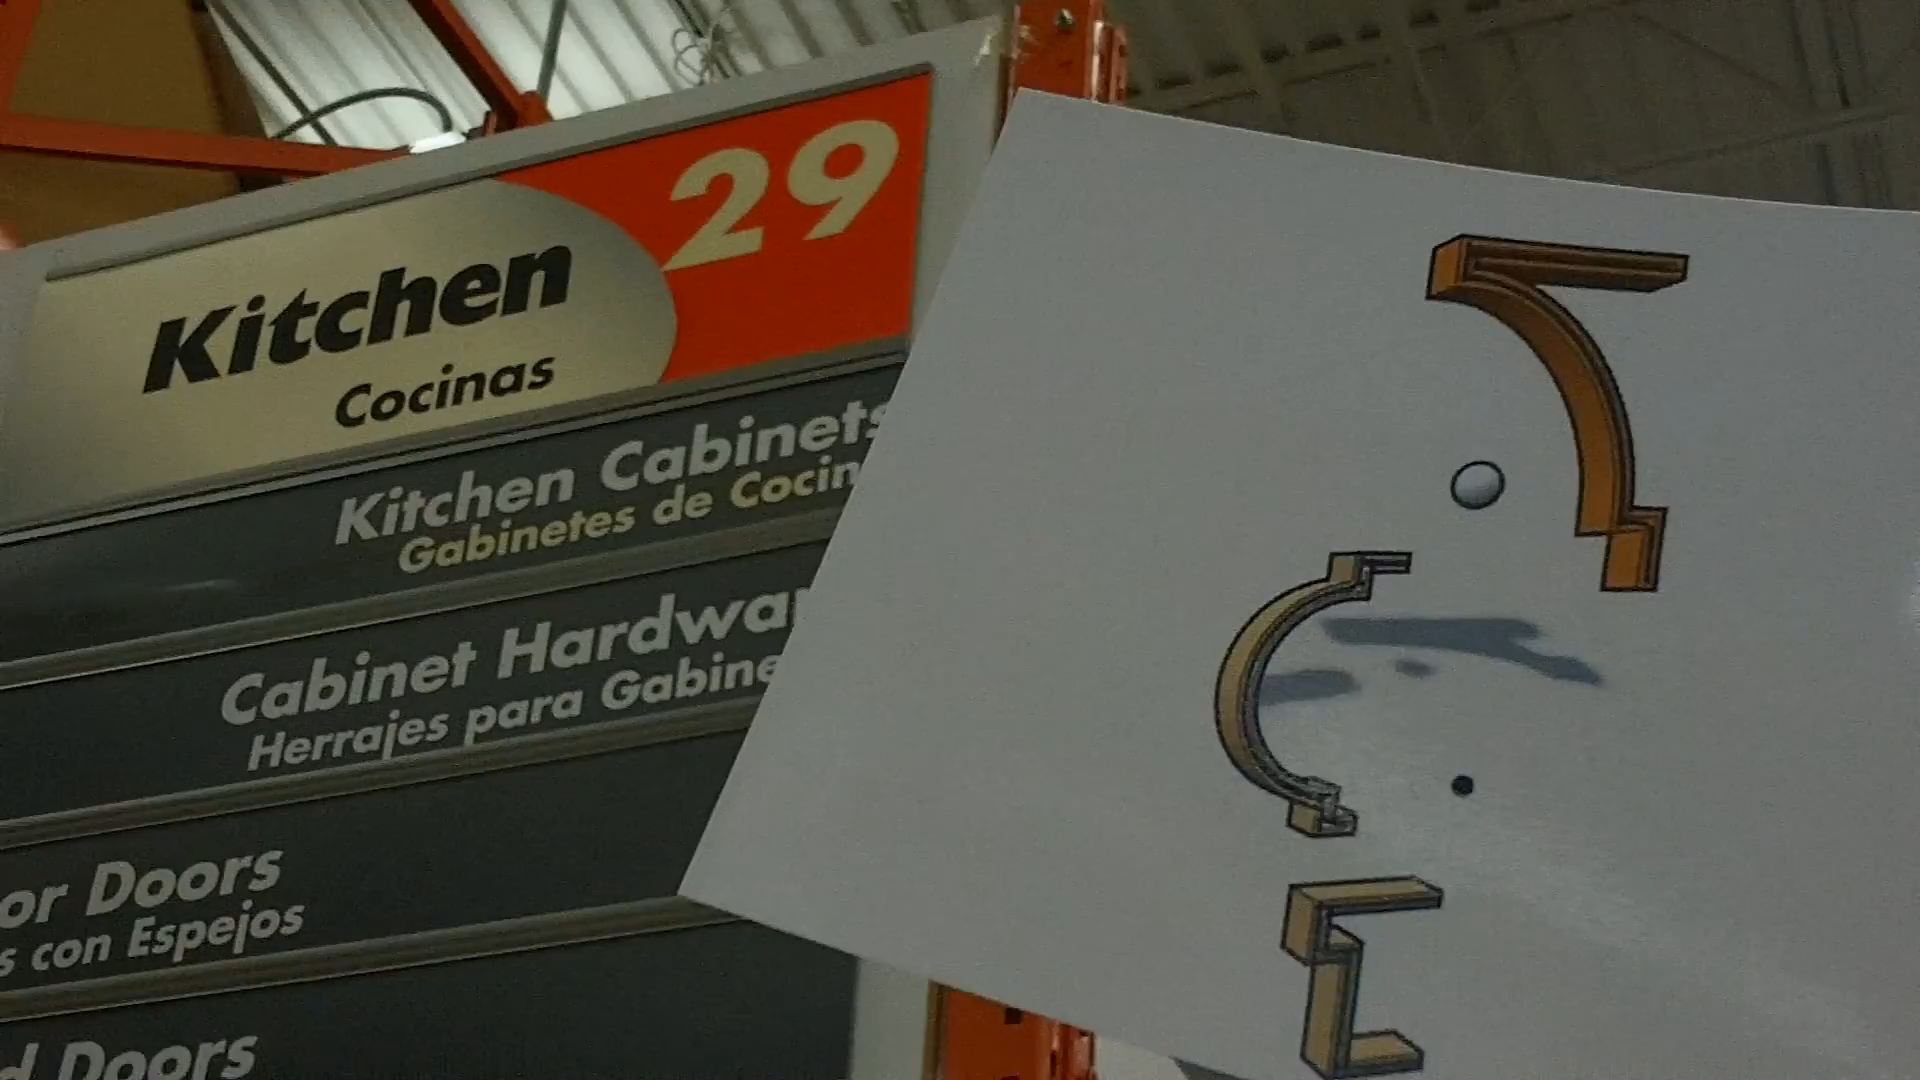 29
Kitchen
Cocinas
Kitchen Cabinets
Gabinetes de
Cabinet
Herrajes para
Doors
con Espejos
Doors